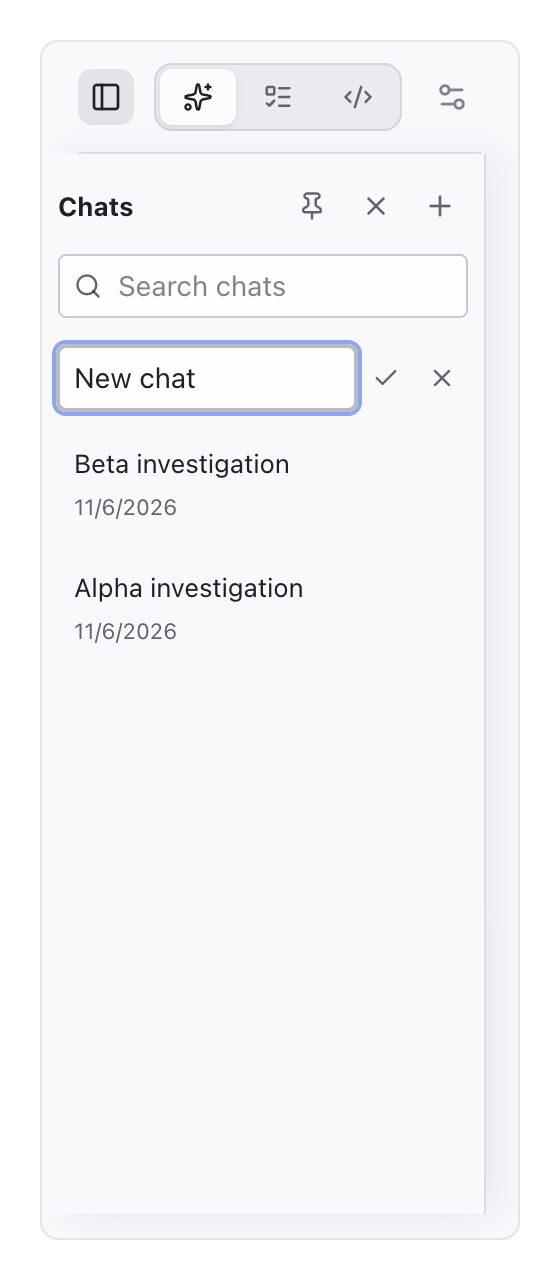 Chats
Search chats
New chat
Beta investigation
11/6/2026
Alpha investigation
11/6/2026